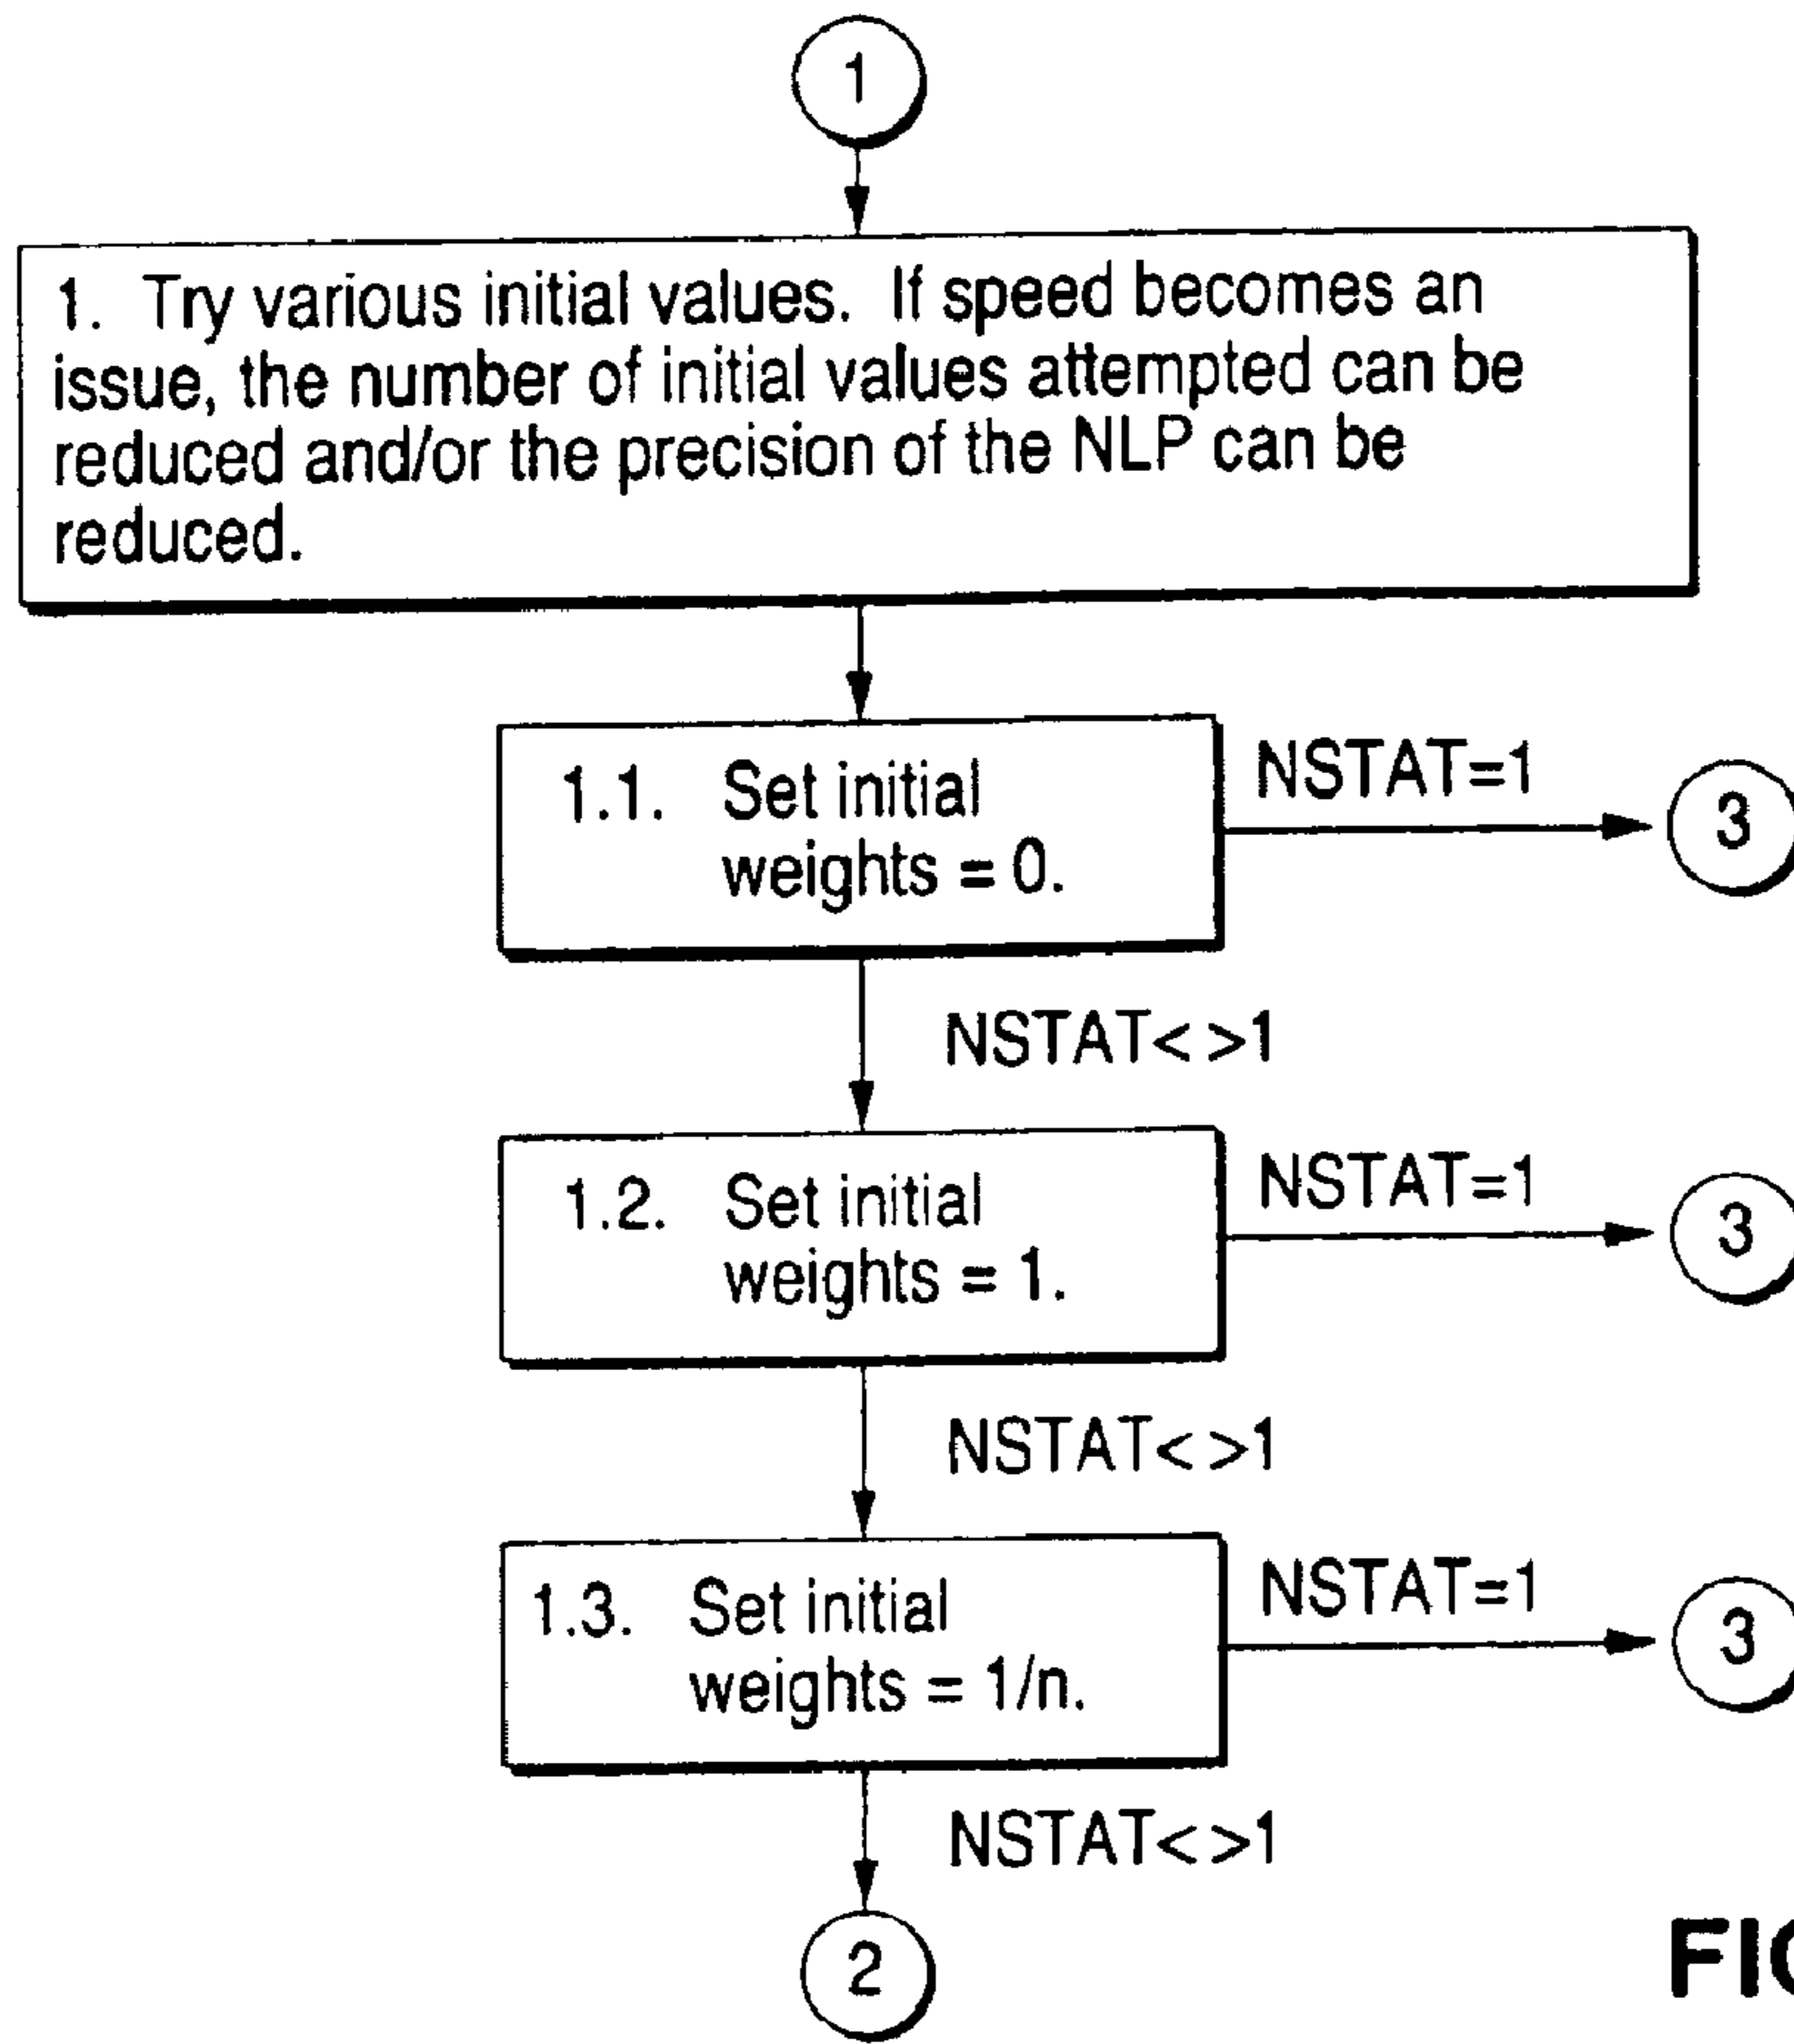 1
1. Try various initial values. If speed becomes an
issue, the number of initial values attempted can be
reduced and/or the precision of the NLP can be
reduced.
1.1. Set initial
weights = 0.
NSTAT=1
3
NSTAT<>1
1.2. Set initial
weights = 1.
NSTAT=1
3
NSTAT<>1
1.3. Set initial
weights = 1/n.
NSTAT=1
3
NSTAT<>1
2